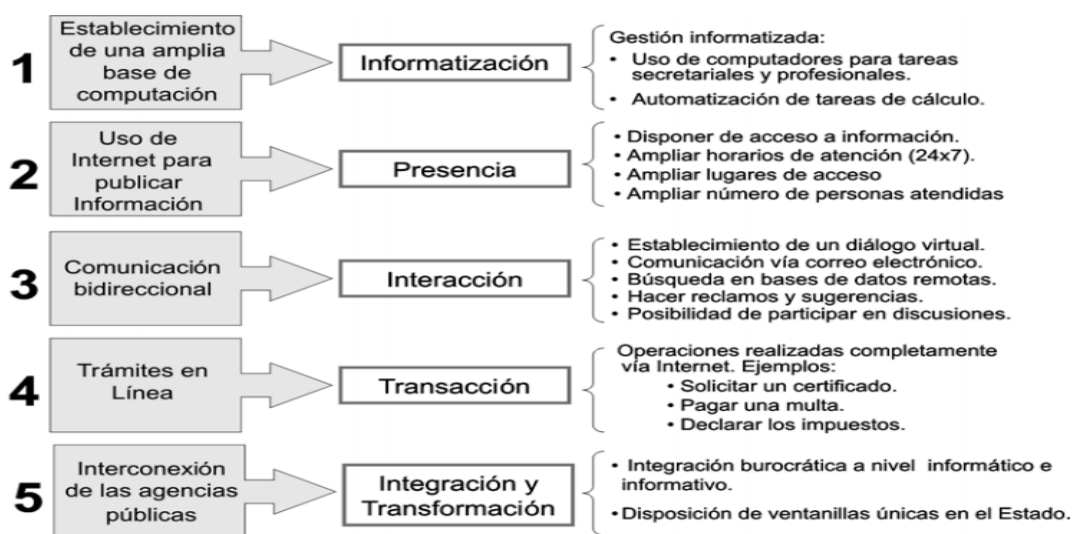 1
Establecimiento
de una amplia
base de
computación
Informatización
Gestión informatizada:
• Uso de computadores para tareas
secretariales y profesionales.
• Automatización de tareas de cálculo.
2
Uso de
Internet para
publicar
Información
Presencia
• Disponer de acceso a información.
• Ampliar horarios de atención (24x7).
• Ampliar lugares de acceso
• Ampliar número de personas atendidas
3
Comunicación
bidireccional
Interacción
• Establecimiento de un diálogo virtual.
• Comunicación vía correo electrónico.
• Búsqueda en bases de datos remotas.
• Hacer reclamos y sugerencias.
• Posibilidad de participar en discusiones.
4
Trámites en
Línea
Transacción
Operaciones realizadas completamente
vía Internet. Ejemplos:
• Solicitar un certificado.
• Pagar una multa.
• Declarar los impuestos.
5
Interconexión
de las agencias
públicas
Integración y
Transformación
• Integración burocrática a nivel informático e
informativo.
• Disposición de ventanillas únicas en el Estado.